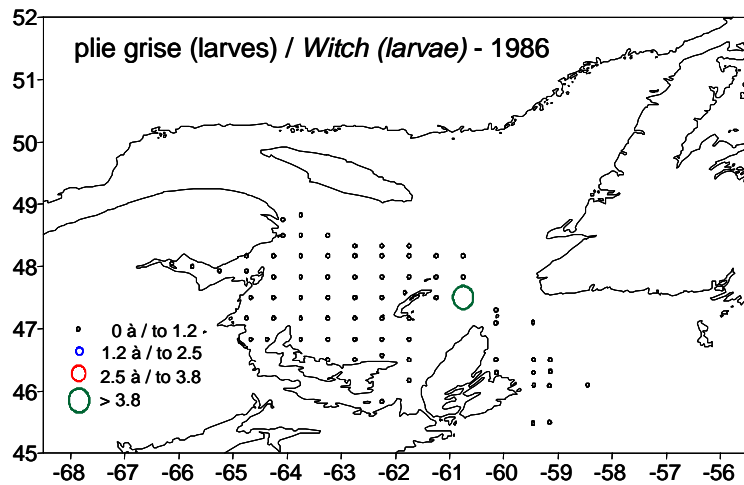 plie grise (larves) / Witch (larvae) - 1986
52
51
50
49
48
47
46
45
0 à / to 1.2
1.2 à / to 2.5
2.5 à / to 3.8
> 3.8
-68 -67 -66 -65 -64 -63 -62 -61 -60 -59 -58 -57 -56